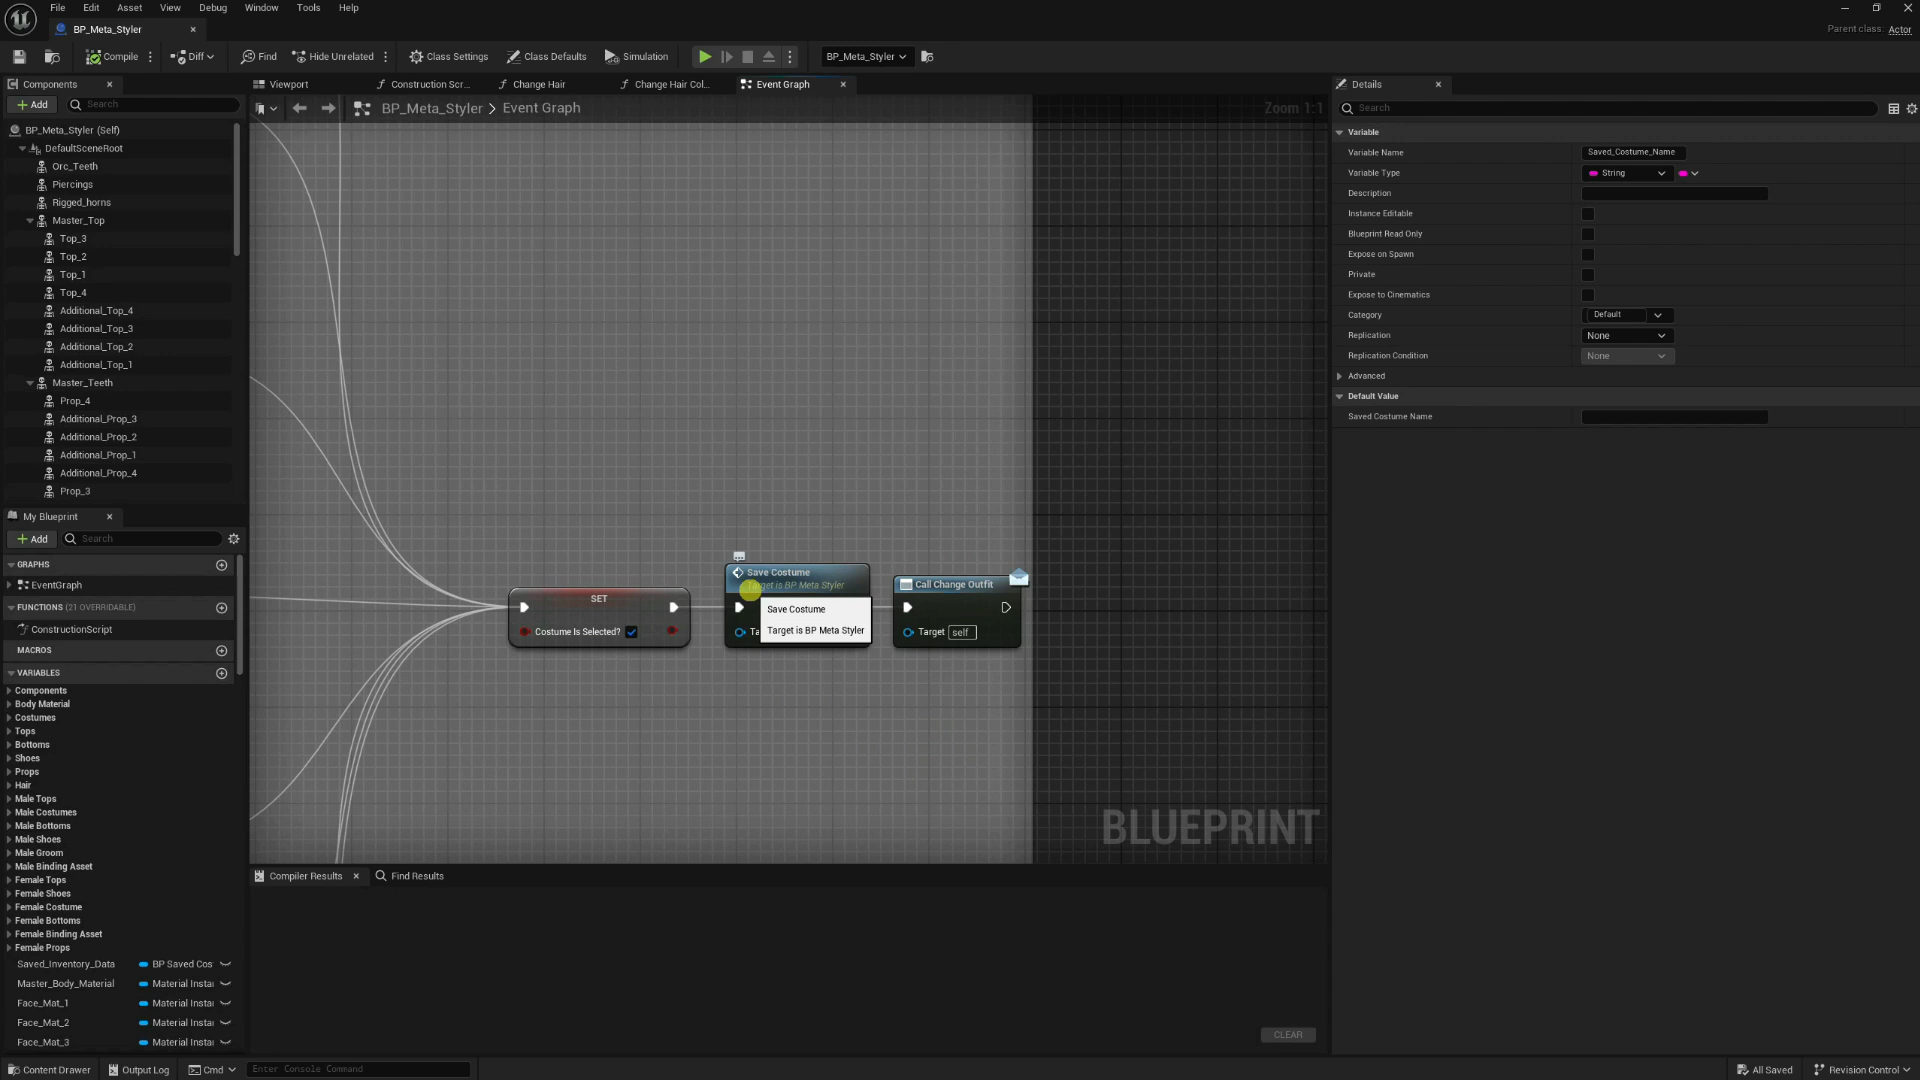 File Edit Asset View Debug Window Tools Help
BP_Meta_Styler
Parent class: Actor
Compile Diff Find Hide Unrelated Class Settings Class Defaults Simulation BP_Meta_Styler
Components
Add Search
BP_Meta_Styler (Self)
DefaultSceneRoot
Orc_Teeth
Piercings
Rigged_horns
Master_Top
Top_3
Top_2
Top_1
Top_4
Additional_Top_4
Additional_Top_3
Additional_Top_2
Additional_Top_1
Master_Teeth
Prop_4
Additional_Prop_3
Additional_Prop_2
Additional_Prop_1
Additional_Prop_4
Prop_3
My Blueprint
Add Search
GRAPHS
EventGraph
FUNCTIONS (21 OVERRIDABLE)
ConstructionScript
MACROS
VARIABLES
Components
Body Material
Costumes
Tops
Bottoms
Shoes
Props
Hair
Male Tops
Male Costumes
Male Bottoms
Male Shoes
Male Groom
Male Binding Asset
Female Tops
Female Shoes
Female Costume
Female Bottoms
Female Binding Asset
Female Props
Saved_Inventory_Data BP Saved Cos
Master_Body_Material Material Instar
Face_Mat_1 Material Instar
Face_Mat_2 Material Instar
Face_Mat_3 Material Instar
Viewport Construction Scr... Change Hair Change Hair Col... Event Graph
BP_Meta_Styler > Event Graph
Zoom 1:1
SET
Costume Is Selected?
Save Costume
Target is BP Meta Styler
Ta
Save Costume
Target is BP Meta Styler
Call Change Outfit
Target self
BLUEPRINT
Compiler Results Find Results
CLEAR
Details
Search
Variable
Variable Name Saved_Costume_Name
Variable Type String
Description
Instance Editable
Blueprint Read Only
Expose on Spawn
Private
Expose to Cinematics
Category Default
Replication None
Replication Condition None
Advanced
Default Value
Saved Costume Name
Content Drawer Output Log Cmd Enter Console Command All Saved Revision Control